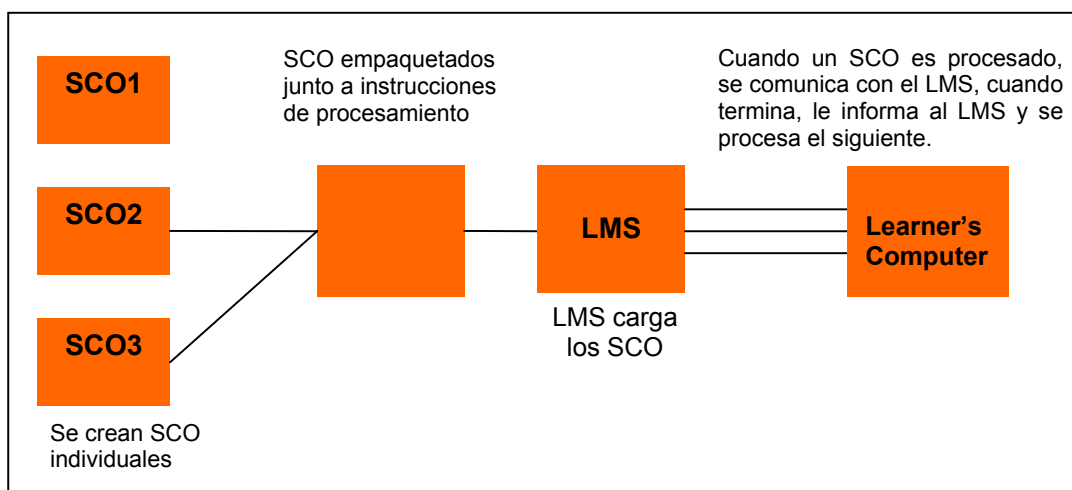 SCO1
SCO2
SCO3
Se crean SCO
individuales
SCO empaquetados
junto a instrucciones
de procesamiento
LMS
LMS carga
los SCO
Cuando un SCO es procesado,
se comunica con el LMS, cuando
termina, le informa al LMS y se
procesa el siguiente.
Learner's
Computer